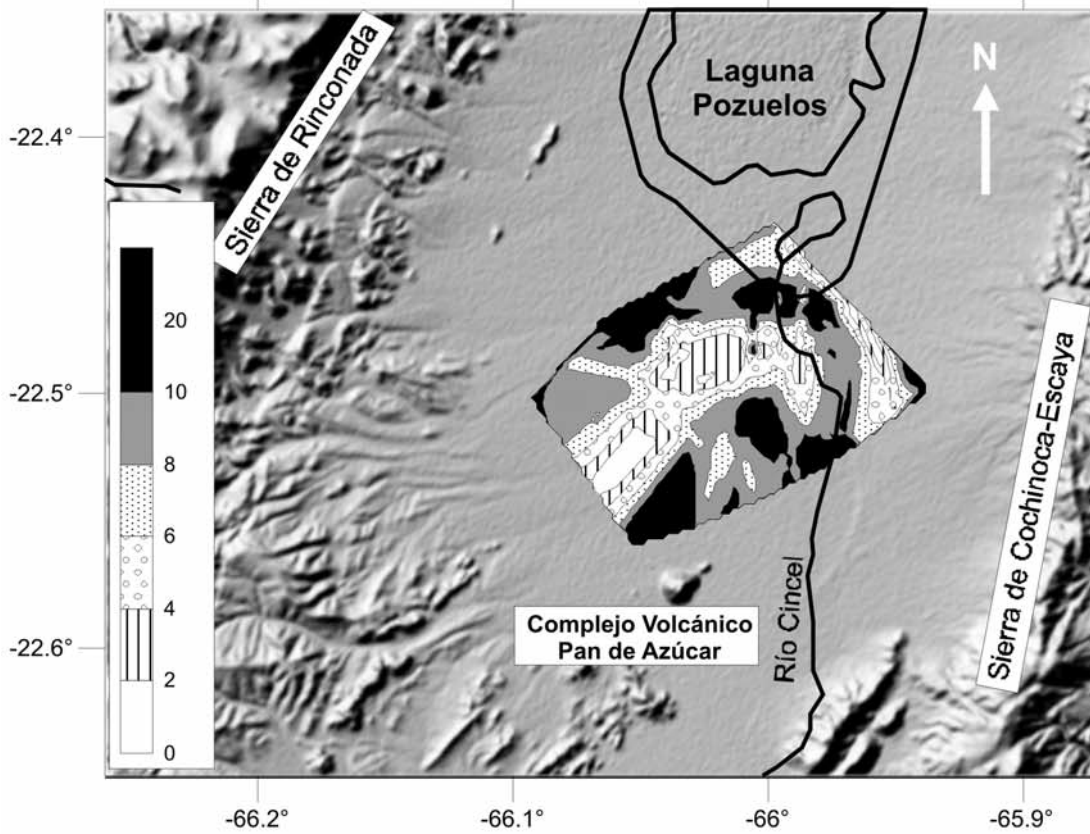 Sierra de Rinconada
Laguna
Pozuelos
N
-22.4°
-22.5°
-22.6°
20
10
8
6
4
2
0
Complejo Volcánico
Pan de Azúcar
Río Cincel
Sierra de Cochinoca-Escaya
-66.2°
-66.1°
-66°
-65.9°